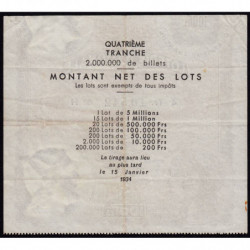 QUATRIÈME
TRANCHE
2.000.000 de billets
MONTANT NET DES LOTS
Les lots sont exempts de tous impôts
1 Lot de 5 Millions
15 Lots de 1 Million
20 Lots de 500.000 Frs
100 Lots de 100.000 Frs
200 Lots de 50.000 Frs
2.000 Lots de 10.000 Frs
200.000 Lots de 200 Frs
Le tirage aura lieu
au plus tard
le 15 Janvier
1934